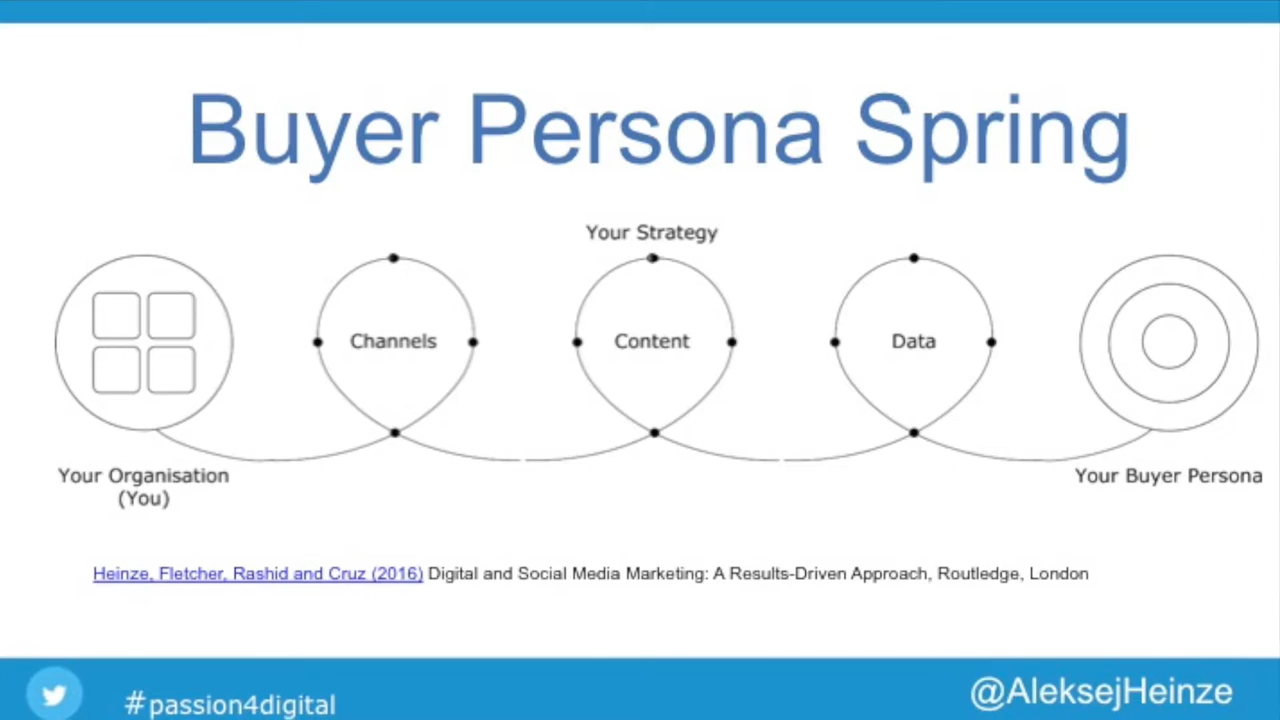 Buyer Persona Spring
Your Strategy
Channels
Content
Data
Your Organisation
(You)
Your Buyer Persona
Heinze, Fletcher, Rashid and Cruz (2016) Digital and Social Media Marketing: A Results-Driven Approach, Routledge, London
#passion4digital
@AleksejHeinze